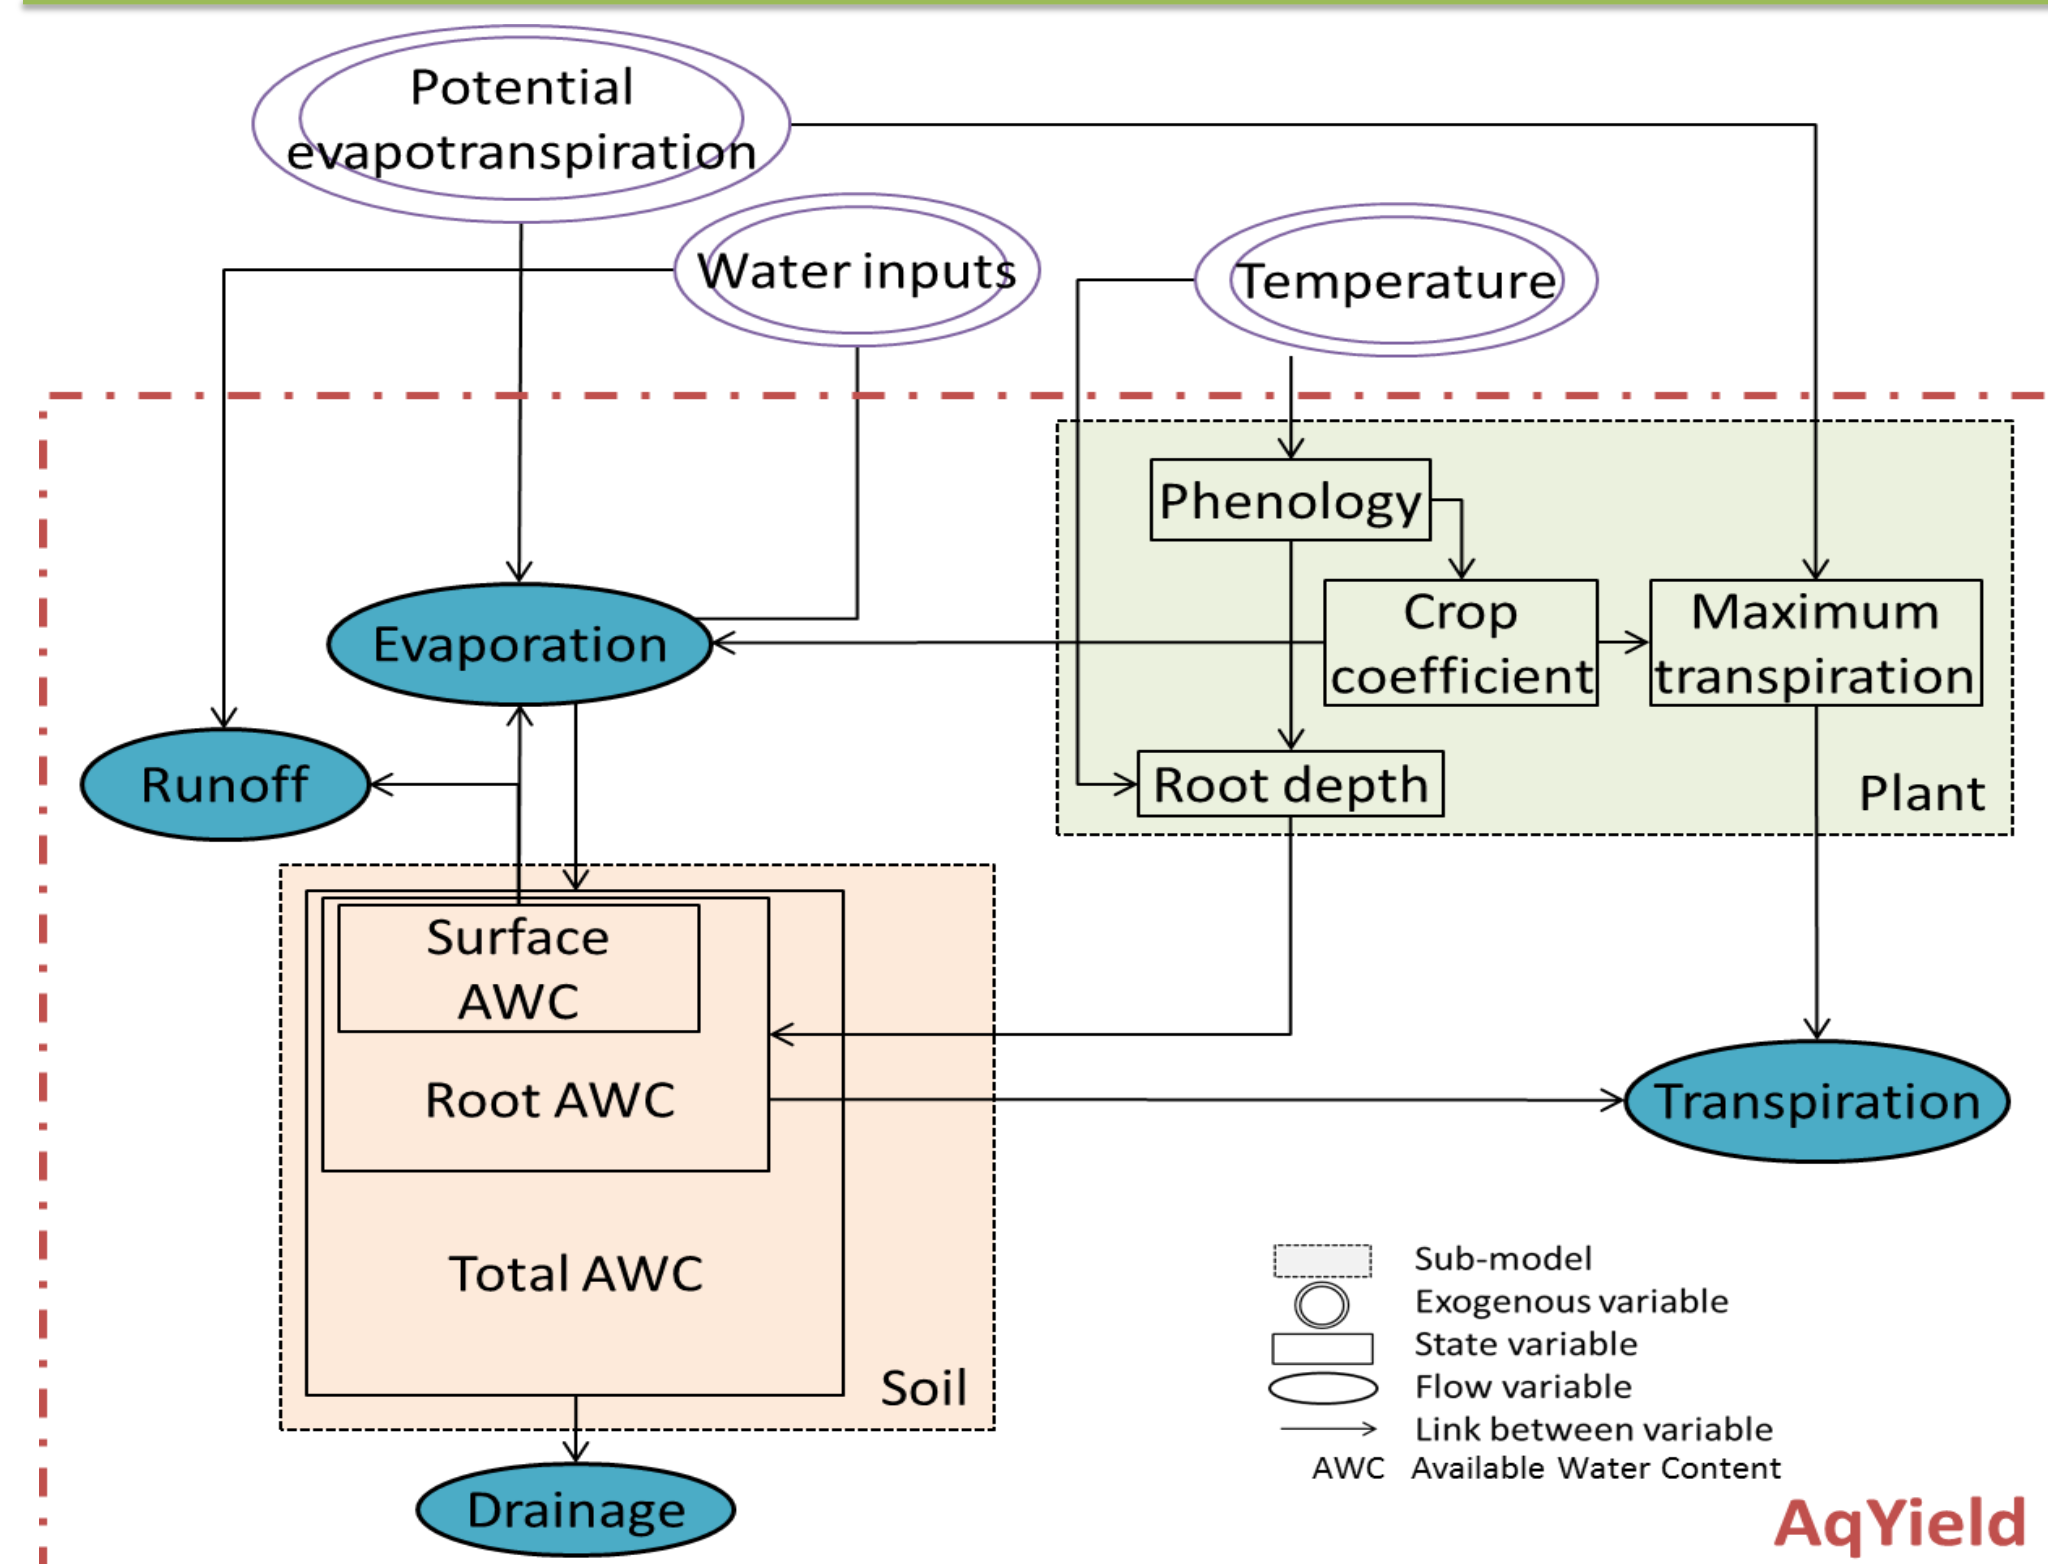 Potential
evapotranspiration
Water inputs
Temperature
Phenology
Crop
coefficient
Maximum
transpiration
Evaporation
Runoff
Root depth
Plant
Surface
AWC
Root AWC
Transpiration
Total AWC
Soil
Drainage
Sub-model
Exogenous variable
State variable
Flow variable
Link between variable
AWC Available Water Content
AqYield